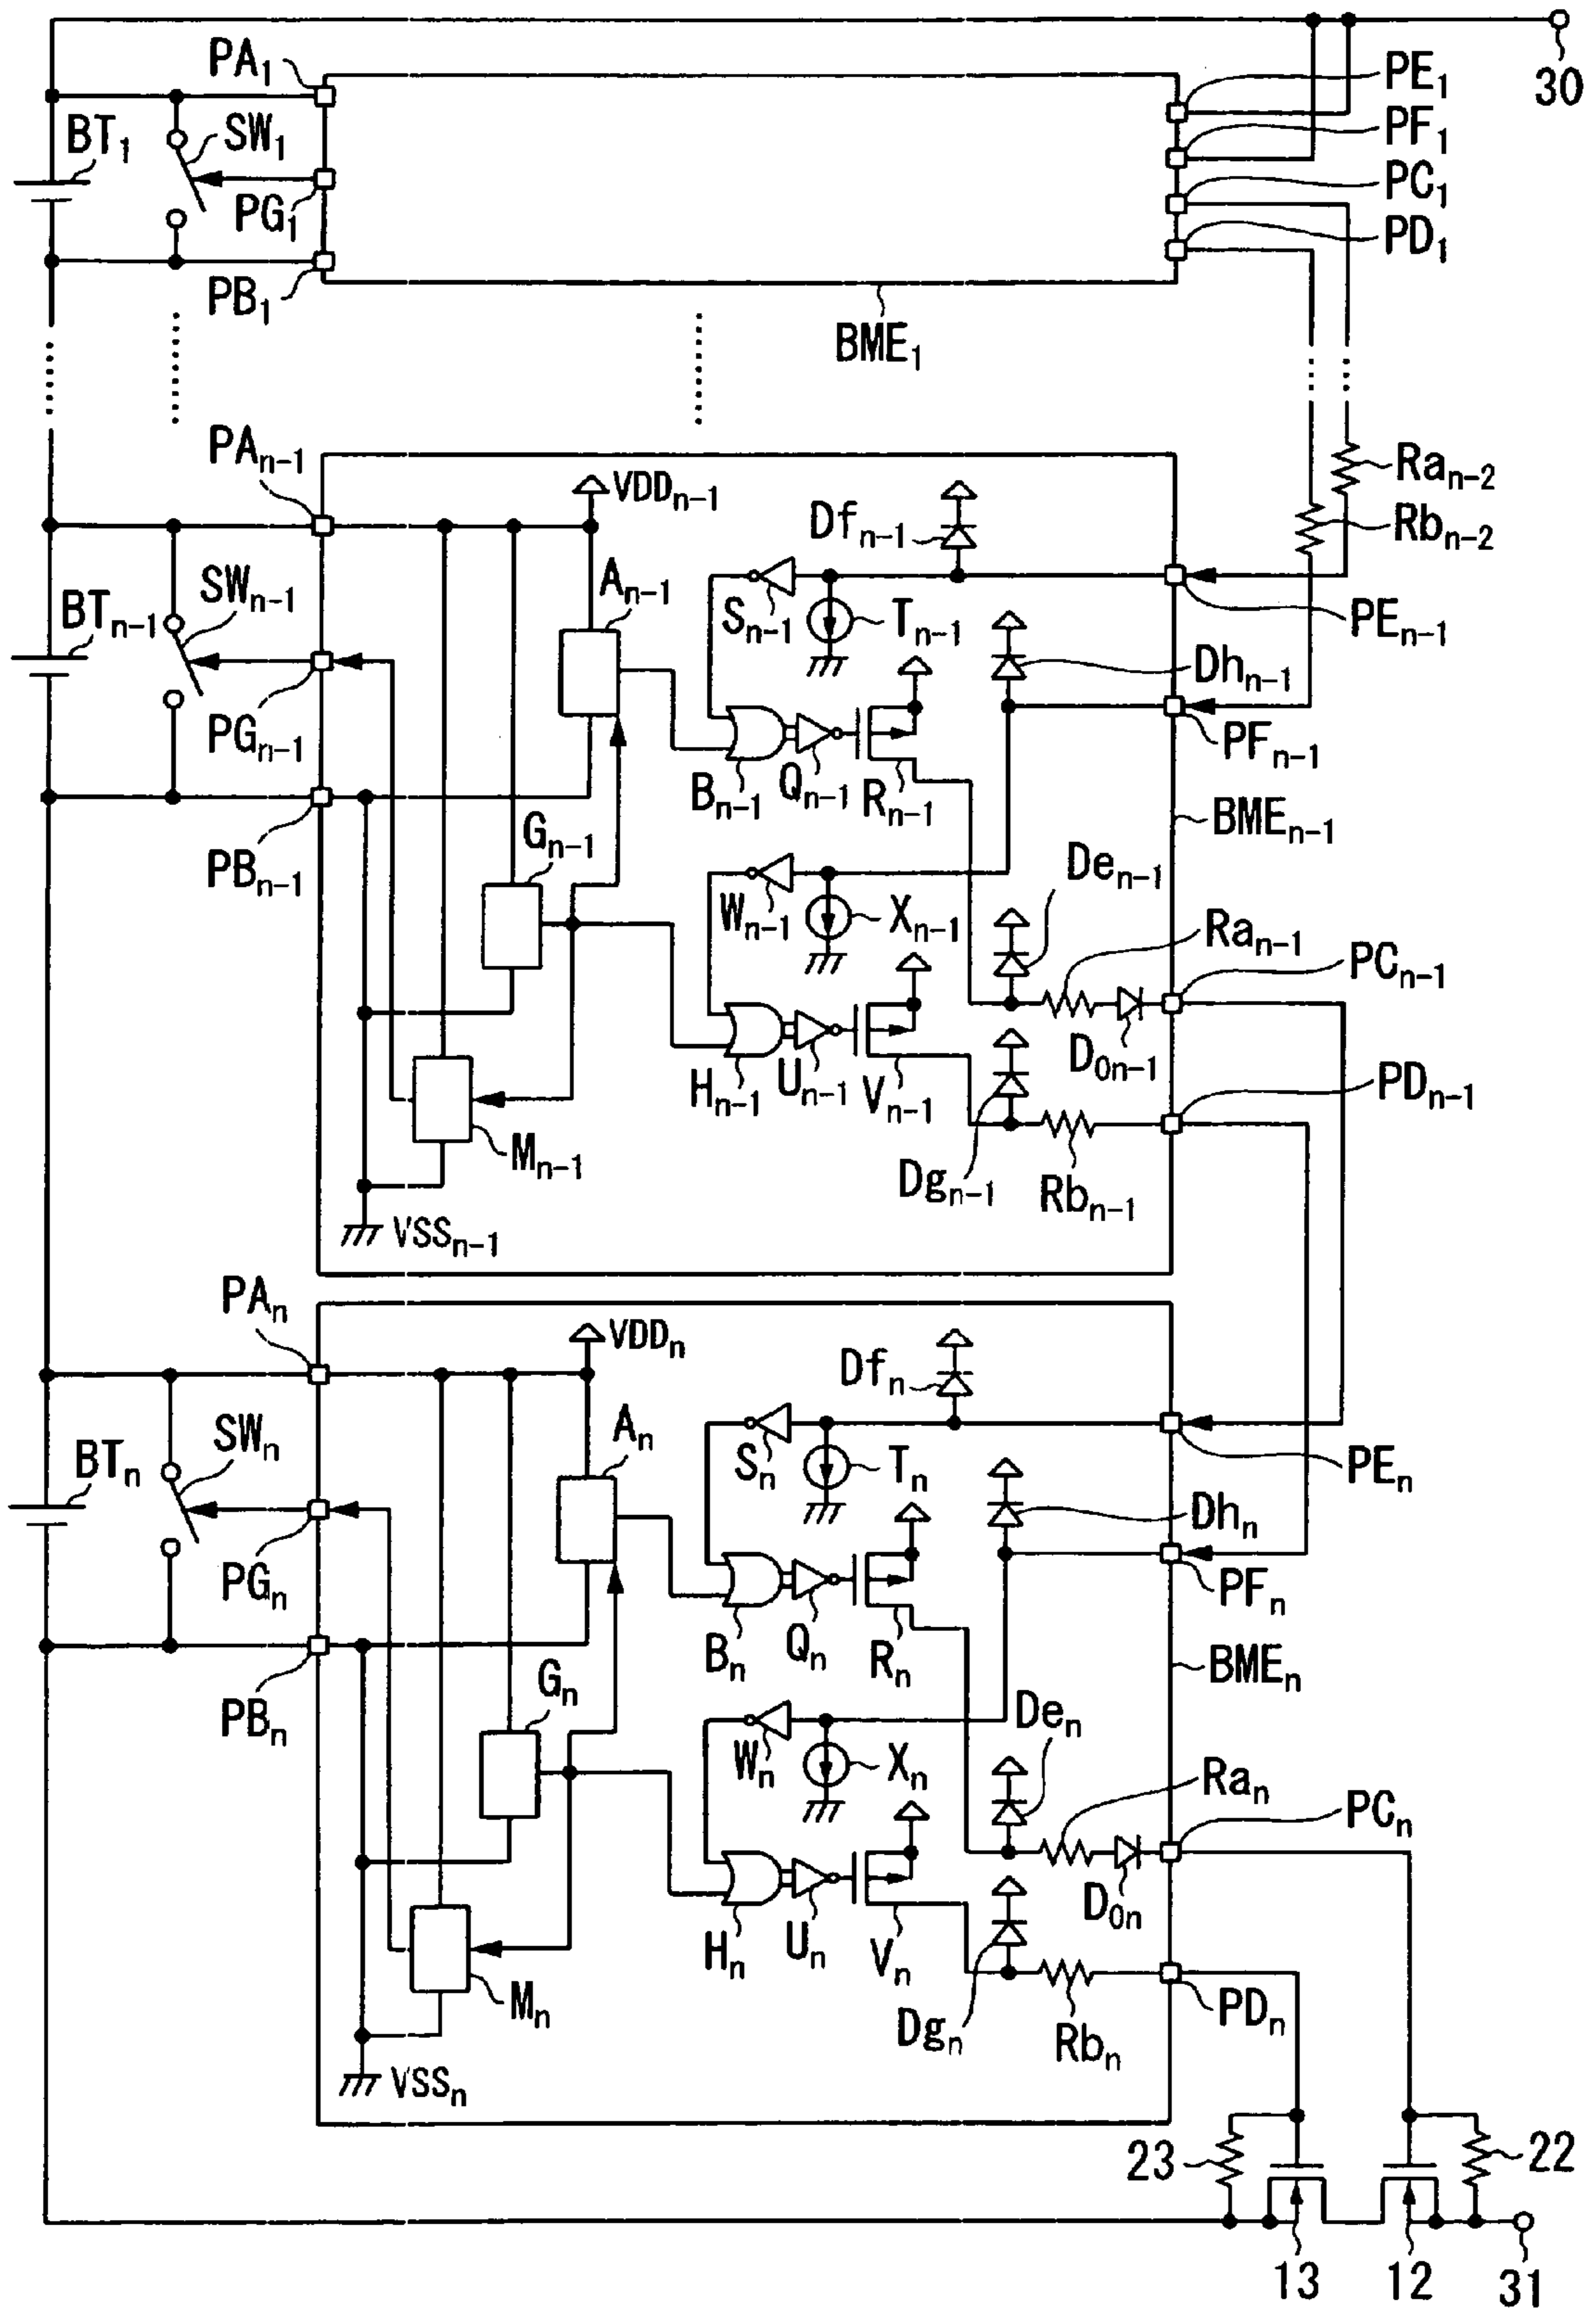 PA1
PE1
30
BT1
SW1
PF1
PG1
PC1
PD1
PB1
BME1
PAn-1
VDDn-1
Dfn-1
Ran-2
Rbn-2
An-1
SWn-1
BTn-1
Sn-1
Tn-1
PEn-1
Dhn-1
PGn-1
PFn-1
Bn-1
Qn-1
Rn-1
BMEn-1
PBn-1
Gn-1
Den-1
Wn-1
Xn-1
Ran-1
PCn-1
Hn-1
Un-1
Vn-1
D0n-1
PDn-1
Mn-1
Dgn-1
Rbn-1
VSSn-1
PAn
VDDn
Dfn
An
SWn
BTn
Sn
Tn
PEn
Dhn
PGn
PFn
Bn
Qn
Rn
BMEn
PBn
Gn
Den
Wn
Xn
Ran
PCn
Hn
Un
Vn
D0n
Mn
Dgn
Rbn
PDn
VSSn
23
22
13
12
31